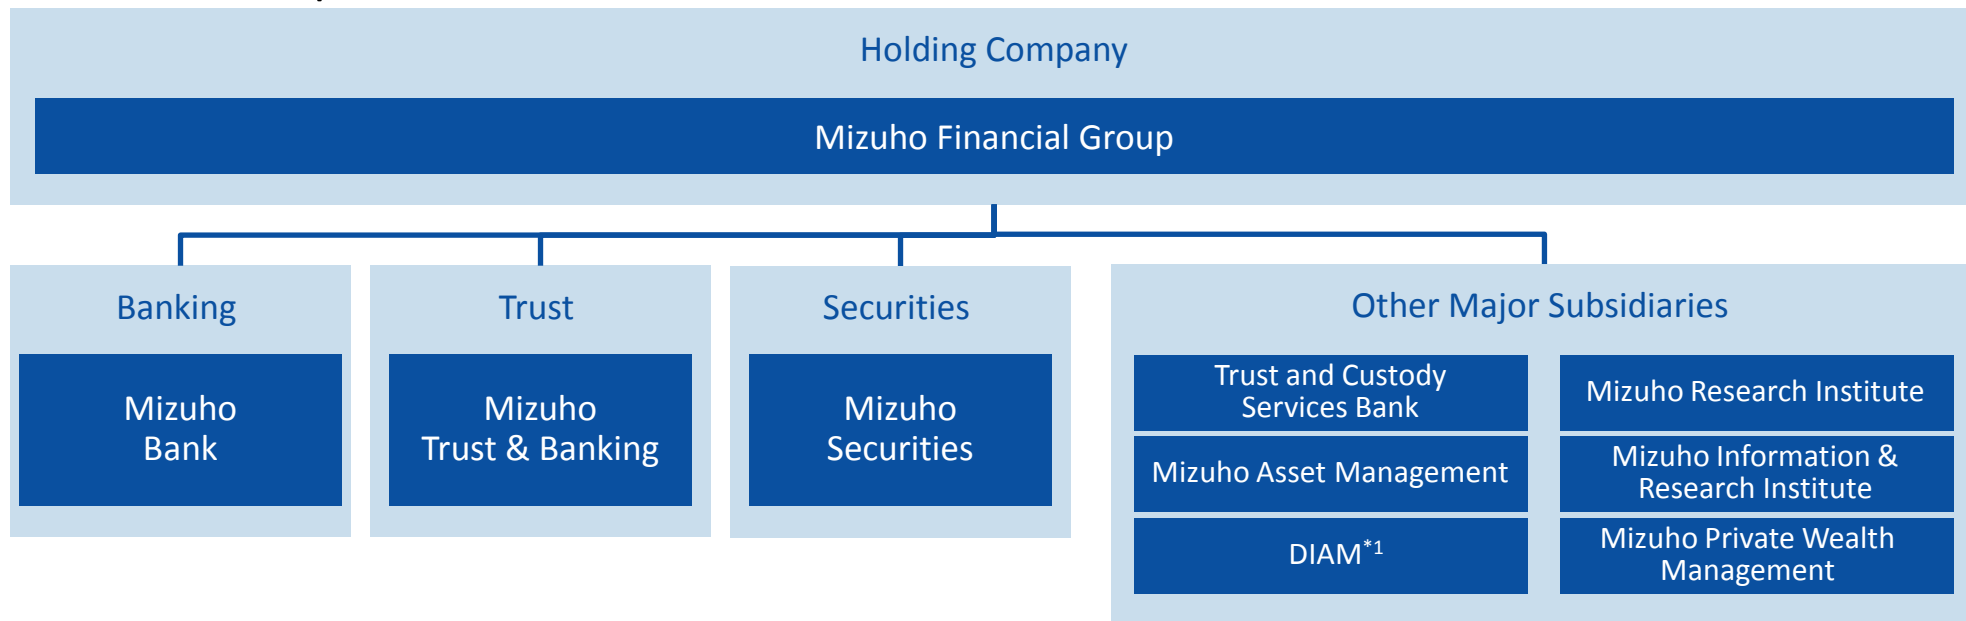 Holding Company
Mizuho Financial Group
Banking
Mizuho
Bank
Trust
Mizuho
Trust & Banking
Securities
Mizuho
Securities
Other Major Subsidiaries
Trust and Custody
Services Bank
Mizuho Research Institute
Mizuho Asset Management
Mizuho Information &
Research Institute
DIAM*1
Mizuho Private Wealth
Management